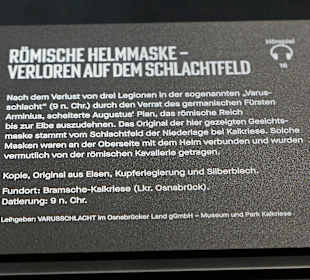 Hörspiel
16
RÖMISCHE HELMMASKE –
VERLOREN AUF DEM SCHLACHTFELD
Nach dem Verlust von drei Legionen in der sogenannten „Varus-
schlacht“ (9 n. Chr.) durch den Verrat des germanischen Fürsten
Arminius, scheiterte Augustus' Plan, das römische Reich
bis zur Elbe auszudehnen. Das Original der hier gezeigten Gesichts-
maske stammt vom Schlachtfeld der Niederlage bei Kalkriese. Solche
Masken waren an der Oberseite mit dem Helm verbunden und wurden
vermutlich von der römischen Kavallerie getragen.
Kopie, Original aus Eisen, Kupferlegierung und Silberblech.
Fundort: Bramsche-Kalkriese (Lkr. Osnabrück).
Datierung: 9 n. Chr.
Leihgeber: VARUSSCHLACHT im Osnabrücker Land gGmbH – Museum und Park Kalkriese